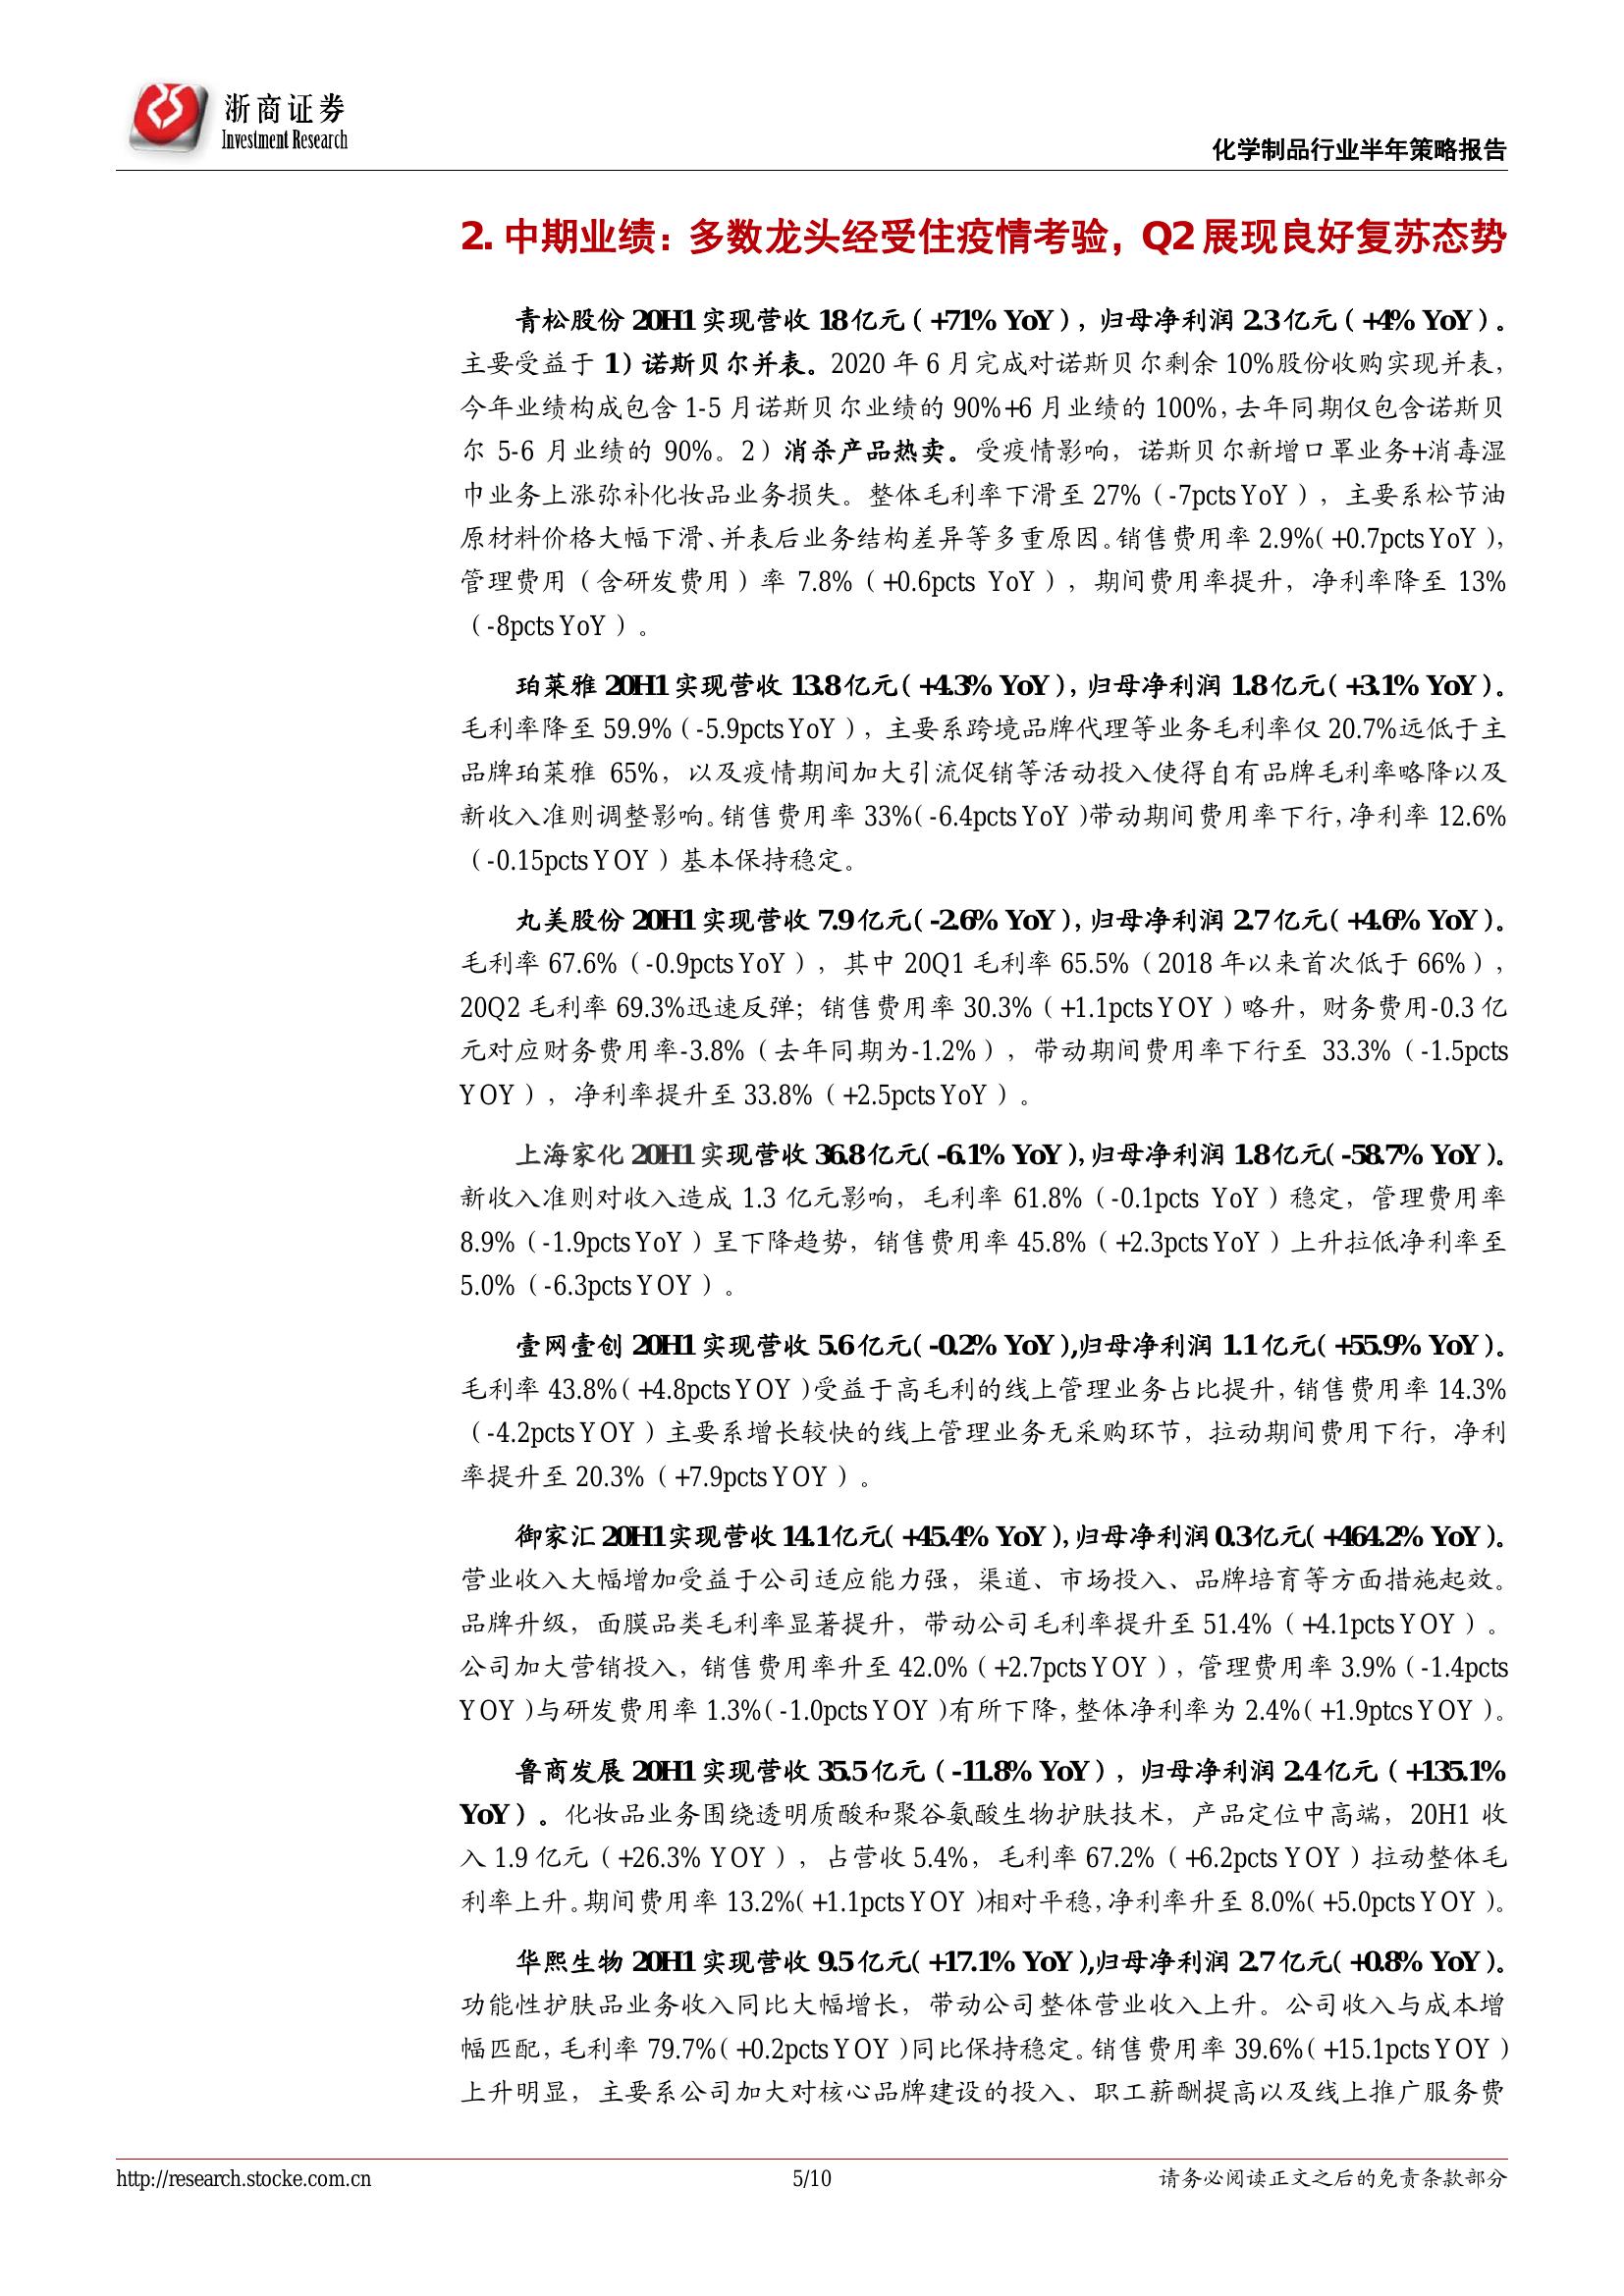 浙商证券
Investment Research
化学制品行业半年策略报告
2. 中期业绩：多数龙头经受住疫情考验，Q2 展现良好复苏态势
青松股份 20H1 实现营收 18 亿元（+71% YoY），归母净利润 2.3 亿元（+4% YoY）。
主要受益于 1）诺斯贝尔并表。2020 年 6 月完成对诺斯贝尔剩余 10%股份收购实现并表，
今年业绩构成包含 1-5 月诺斯贝尔业绩的 90%+6 月业绩的 100%，去年同期仅包含诺斯贝
尔 5-6 月业绩的 90%。2）消杀产品热卖。受疫情影响，诺斯贝尔新增口罩业务+消毒湿
巾业务上涨弥补化妆品业务损失。整体毛利率下滑至 27%（-7pcts YoY），主要系松节油
原材料价格大幅下滑、并表后业务结构差异等多重原因。销售费用率 2.9%（+0.7pcts YoY），
管理费用（含研发费用）率 7.8%（+0.6pcts YoY），期间费用率提升，净利率降至 13%
（-8pcts YoY）。
珀莱雅 20H1 实现营收 13.8 亿元（+4.3% YoY），归母净利润 1.8 亿元（+3.1% YoY）。
毛利率降至 59.9%（-5.9pcts YoY），主要系跨境品牌代理等业务毛利率仅 20.7%远低于主
品牌珀莱雅 65%，以及疫情期间加大引流促销等活动投入使得自有品牌毛利率略降以及
新收入准则调整影响。销售费用率 33%（-6.4pcts YoY）带动期间费用率下行，净利率 12.6%
（-0.15pcts YOY）基本保持稳定。
丸美股份 20H1 实现营收 7.9 亿元（-2.6% YoY），归母净利润 2.7 亿元（+4.6% YoY）。
毛利率 67.6%（-0.9pcts YoY），其中 20Q1 毛利率 65.5%（2018 年以来首次低于 66%），
20Q2 毛利率 69.3%迅速反弹；销售费用率 30.3%（+1.1pcts YOY）略升，财务费用-0.3 亿
元对应财务费用率-3.8%（去年同期为-1.2%），带动期间费用率下行至 33.3%（-1.5pcts
YOY），净利率提升至 33.8%（+2.5pcts YoY）。
上海家化 20H1 实现营收 36.8 亿元（-6.1% YoY），归母净利润 1.8 亿元（-58.7% YoY）。
新收入准则对收入造成 1.3 亿元影响，毛利率 61.8%（-0.1pcts YoY）稳定，管理费用率
8.9%（-1.9pcts YoY）呈下降趋势，销售费用率 45.8%（+2.3pcts YoY）上升拉低净利率至
5.0%（-6.3pcts YOY）。
壹网壹创 20H1 实现营收 5.6 亿元（-0.2% YoY）,归母净利润 1.1 亿元（+55.9% YoY）。
毛利率 43.8%（+4.8pcts YOY）受益于高毛利的线上管理业务占比提升，销售费用率 14.3%
（-4.2pcts YOY）主要系增长较快的线上管理业务无采购环节，拉动期间费用下行，净利
率提升至 20.3%（+7.9pcts YOY）。
御家汇 20H1 实现营收 14.1 亿元（+45.4% YoY），归母净利润 0.3 亿元（+464.2% YoY）。
营业收入大幅增加受益于公司适应能力强，渠道、市场投入、品牌培育等方面措施起效。
品牌升级，面膜品类毛利率显著提升，带动公司毛利率提升至 51.4%（+4.1pcts YOY）。
公司加大营销投入，销售费用率升至 42.0%（+2.7pcts YOY），管理费用率 3.9%（-1.4pcts
YOY）与研发费用率 1.3%（-1.0pcts YOY）有所下降，整体净利率为 2.4%（+1.9ptcs YOY）。
鲁商发展 20H1 实现营收 35.5 亿元（-11.8% YoY），归母净利润 2.4 亿元（+135.1%
YoY）。化妆品业务围绕透明质酸和聚谷氨酸生物护肤技术，产品定位中高端，20H1 收
入 1.9 亿元（+26.3% YOY），占营收 5.4%，毛利率 67.2%（+6.2pcts YOY）拉动整体毛
利率上升。期间费用率 13.2%（+1.1pcts YOY）相对平稳，净利率升至 8.0%（+5.0pcts YOY）。
华熙生物 20H1 实现营收 9.5 亿元（+17.1% YoY）,归母净利润 2.7 亿元（+0.8% YoY）。
功能性护肤品业务收入同比大幅增长，带动公司整体营业收入上升。公司收入与成本增
幅匹配，毛利率 79.7%（+0.2pcts YOY）同比保持稳定。销售费用率 39.6%（+15.1pcts YOY）
上升明显，主要系公司加大对核心品牌建设的投入、职工薪酬提高以及线上推广服务费
http://research.stocke.com.cn
5/10
请务必阅读正文之后的免责条款部分